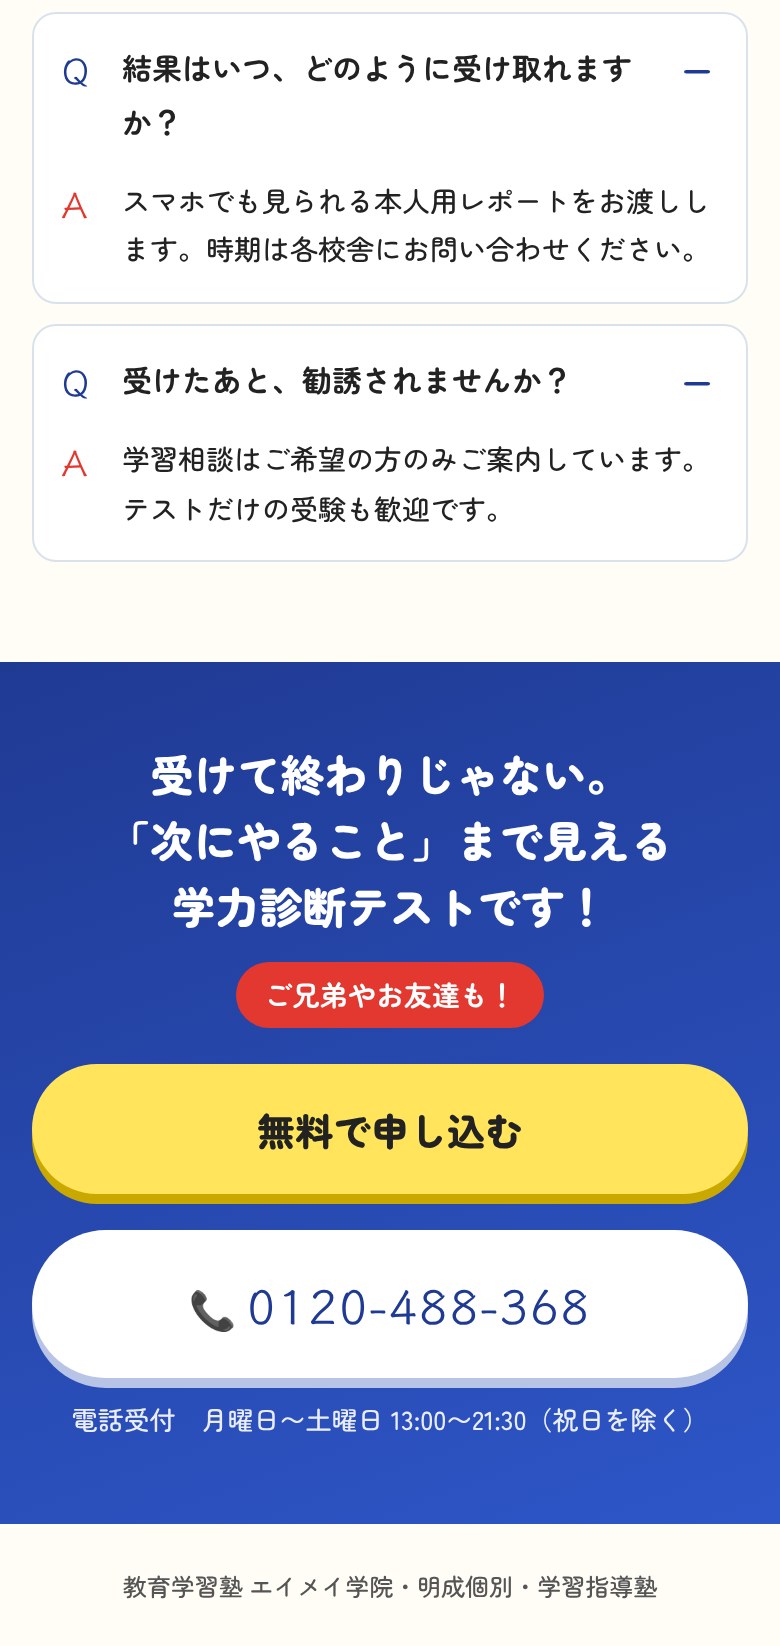 Q 結果はいつ、どのように受け取れます
か？
A スマホでも見られる本人用レポートをお渡しし
ます。時期は各校舎にお問い合わせください。
Q 受けたあと、勧誘されませんか？
A 学習相談はご希望の方のみご案内しています。
テストだけの受験も歓迎です。
受けて終わりじゃない。
「次にやること」まで見える
学力診断テストです！
ご兄弟やお友達も！
無料で申し込む
0120-488-368
電話受付　月曜日〜土曜日 13:00〜21:30（祝日を除く）
教育学習塾 エイメイ学院・明成個別・学習指導塾